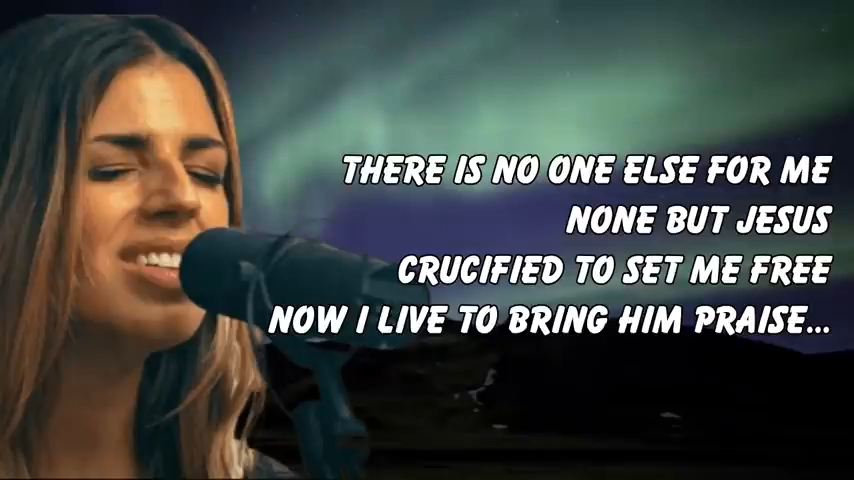 THERE IS NO ONE ELSE FOR ME
NONE BUT JESUS
CRUCIFIED TO SET ME FREE
NOW I LIVE TO BRING HIM PRAISE...